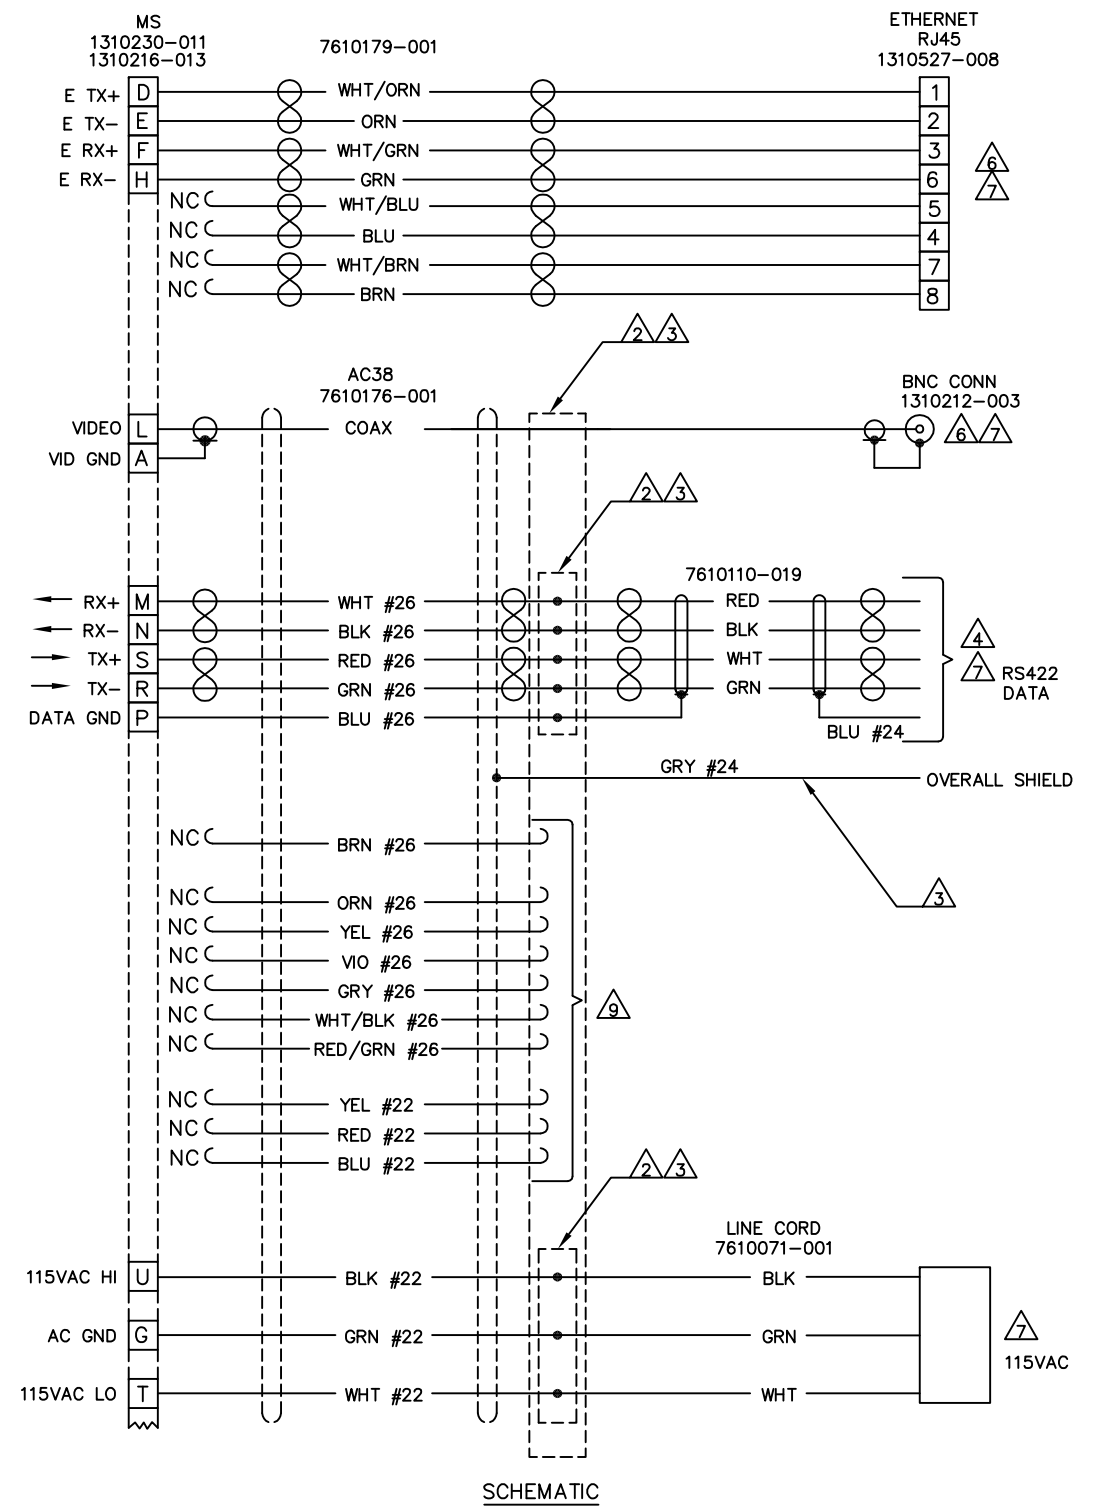 MS
1310230-011
1310216-013
7610179-001
ETHERNET
RJ45
1310527-008
E TX+ D WHT/ORN 1
E TX- E ORN 2
E RX+ F WHT/GRN 3
6
E RX- H GRN 6
7
NC WHT/BLU 5
NC BLU 4
NC WHT/BRN 7
NC BRN 8
2 3
AC38
7610176-001
BNC CONN
1310212-003
VIDEO L COAX 6 7
VID GND A
2 3
7610110-019
RX+ M WHT #26 RED
RX- N BLK #26 BLK
4
TX+ S RED #26 WHT
7 RS422
DATA
TX- R GRN #26 GRN
DATA GND P BLU #26 BLU #24
GRY #24
OVERALL SHIELD
NC BRN #26
3
NC ORN #26
NC YEL #26
NC VIO #26
NC GRY #26
9
NC WHT/BLK #26
NC RED/GRN #26
NC YEL #22
NC RED #22
NC BLU #22
2 3
LINE CORD
7610071-001
115VAC HI U BLK #22 BLK
AC GND G GRN #22 GRN
7
115VAC
115VAC LO T WHT #22 WHT
SCHEMATIC